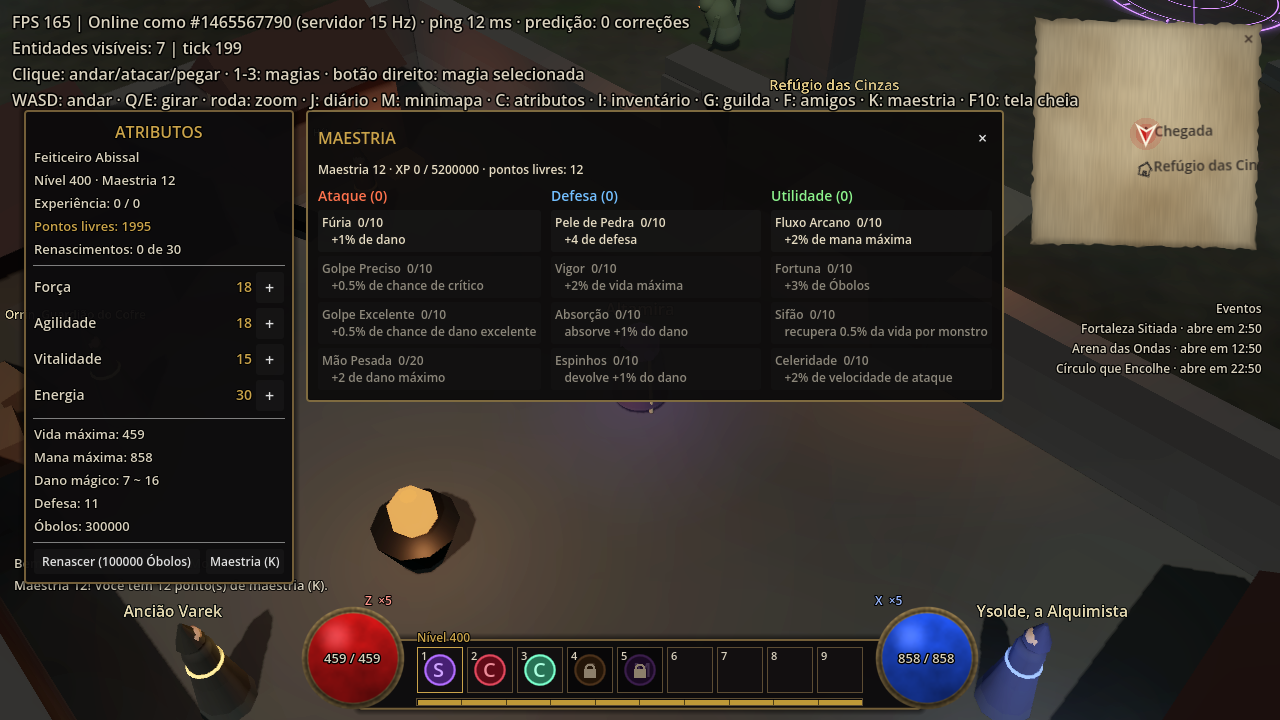 FPS 165 | Online como #1465567790 (servidor 15 Hz) · ping 12 ms · predição: 0 correções
Entidades visíveis: 7 | tick 199
Clique: andar/atacar/pegar · 1-3: magias · botão direito: magia selecionada
Refúgio das Cinzas
WASD: andar · Q/E: girar · roda: zoom · J: diário · M: minimapa · C: atributos · I: inventário · G: guilda · F: amigos · K: maestria · F10: tela cheia
×
Chegada
Refúgio das Cin
ATRIBUTOS
Feiticeiro Abissal
Nível 400 · Maestria 12
Experiência: 0 / 0
Pontos livres: 1995
Renascimentos: 0 de 30
Força 18 +
Agilidade 18 +
Vitalidade 15 +
Energia 30 +
Vida máxima: 459
Mana máxima: 858
Dano mágico: 7 ~ 16
Defesa: 11
Óbolos: 300000
Renascer (100000 Óbolos) Maestria (K)
MAESTRIA ×
Maestria 12 · XP 0 / 5200000 · pontos livres: 12
Ataque (0)
Fúria 0/10
+1% de dano
Golpe Preciso 0/10
+0.5% de chance de crítico
Golpe Excelente 0/10
+0.5% de chance de dano excelente
Mão Pesada 0/20
+2 de dano máximo
Defesa (0)
Pele de Pedra 0/10
+4 de defesa
Vigor 0/10
+2% de vida máxima
Absorção 0/10
absorve +1% do dano
Espinhos 0/10
devolve +1% do dano
Utilidade (0)
Fluxo Arcano 0/10
+2% de mana máxima
Fortuna 0/10
+3% de Óbolos
Sifão 0/10
recupera 0.5% da vida por monstro
Celeridade 0/10
+2% de velocidade de ataque
Eventos
Fortaleza Sitiada · abre em 2:50
Arena das Ondas · abre em 12:50
Círculo que Encolhe · abre em 22:50
Maestria 12! Você tem 12 ponto(s) de maestria (K).
Ancião Varek
Z ×5
459 / 459
Nível 400
1 S
2 C
3 C
4
5
6
7
8
9
X ×5
858 / 858
Ysolde, a Alquimista